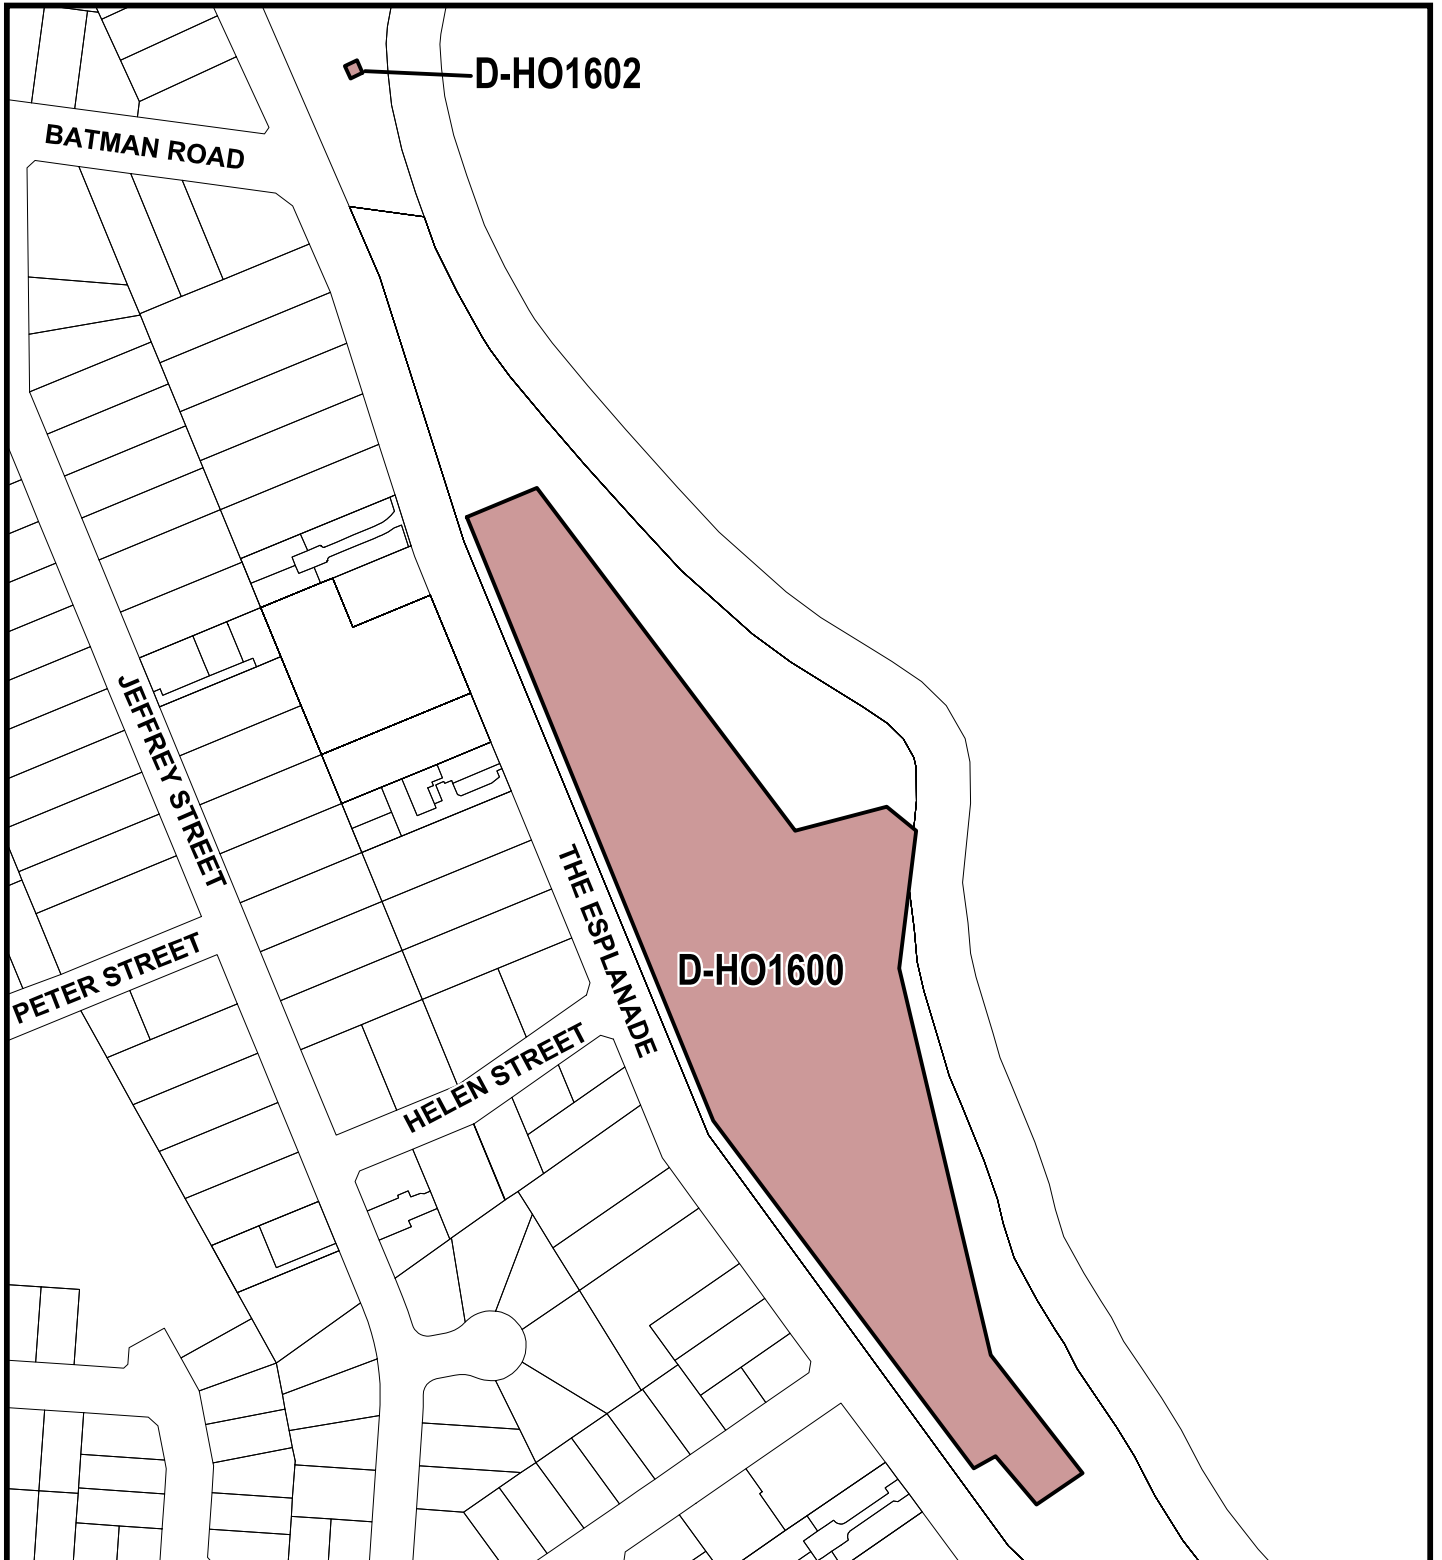 D-HO1602
BATMAN ROAD
JEFFREY STREET
THE ESPLANADE
PETER STREET
D-HO1600
HELEN STREET